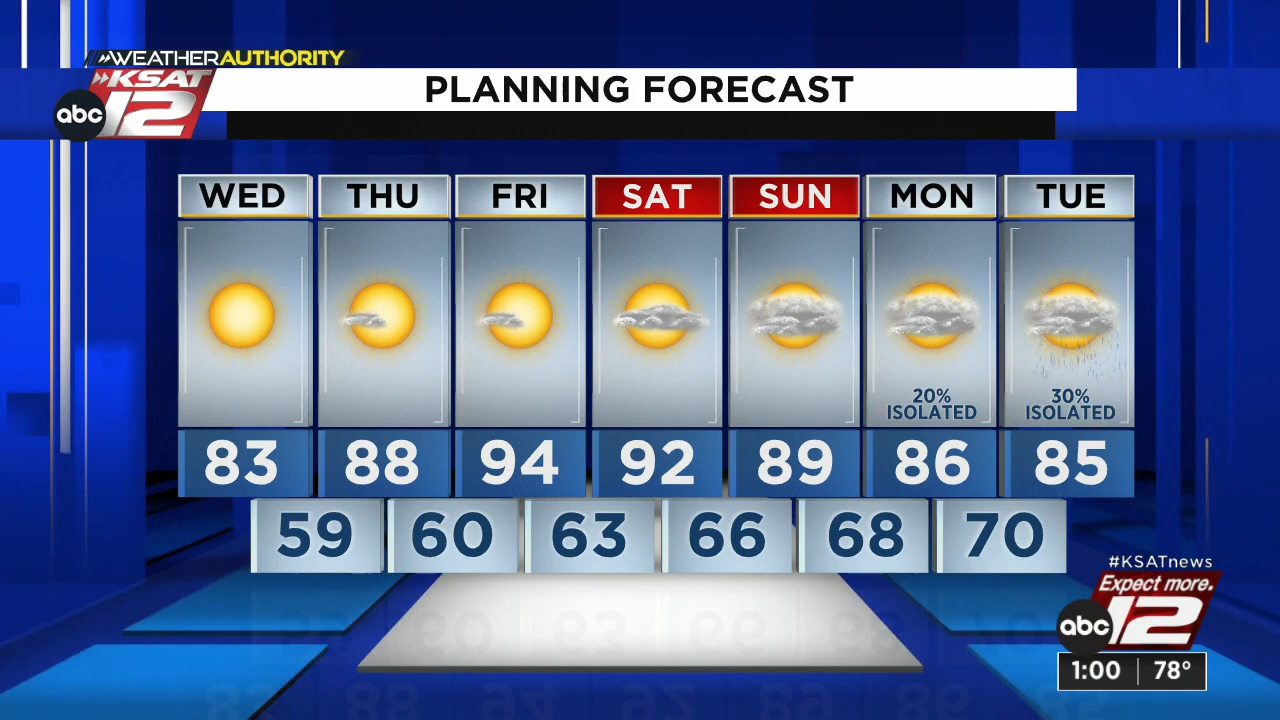 WEATHERAUTHORITY
KSAT
abc 12
PLANNING FORECAST
WED THU FRI SAT SUN MON TUE
20% 30%
ISOLATED ISOLATED
83 88 94 92 89 86 85
59 60 63 66 68 70
#KSATnews
Expect more.
abc 12
1:00 78°